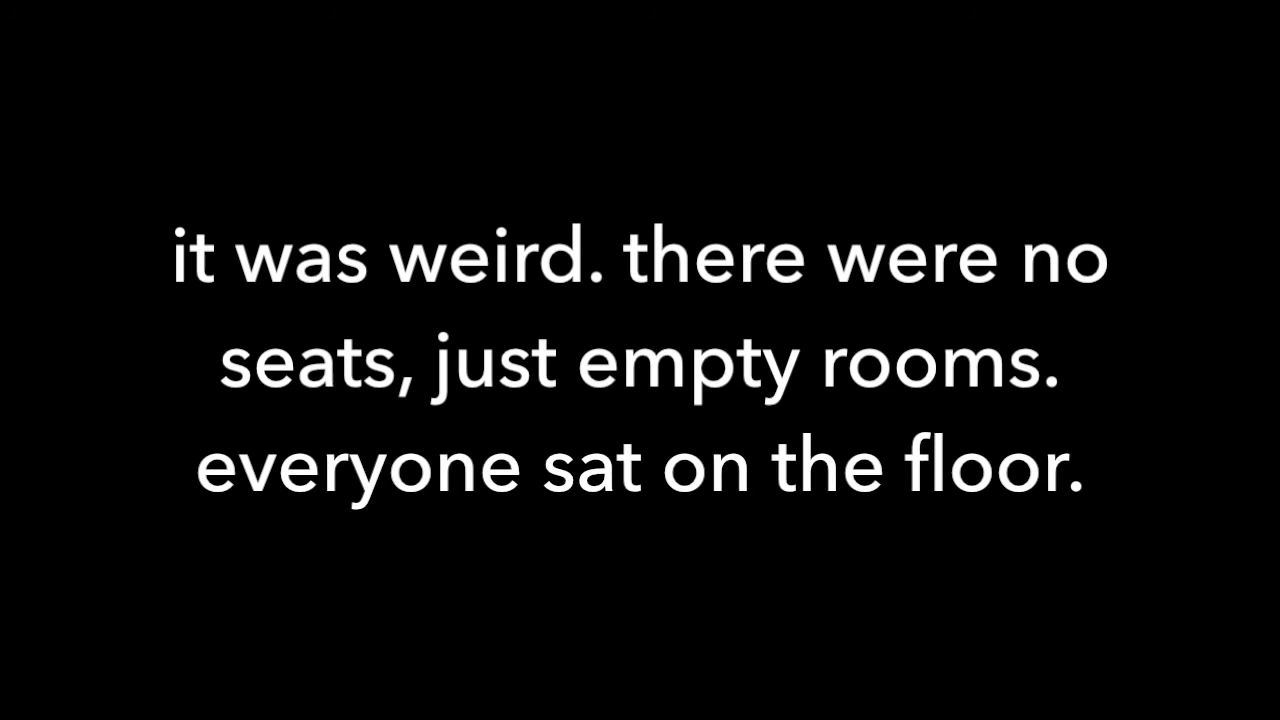 it was weird. there were no
seats, just empty rooms.
everyone sat on the floor.